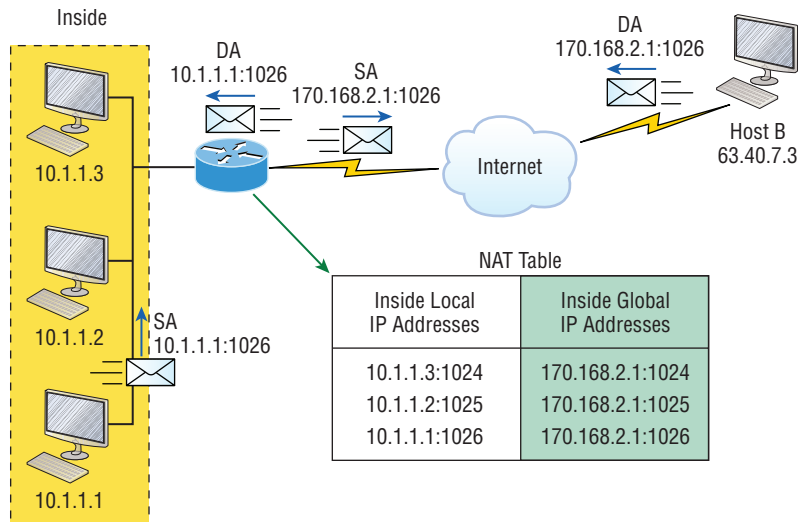 Inside
DA
10.1.1.1:1026
SA
170.168.2.1:1026
DA
170.168.2.1:1026
Host B
63.40.7.3
Internet
10.1.1.3
10.1.1.2
SA
10.1.1.1:1026
10.1.1.1
NAT Table
Inside Local
IP Addresses
Inside Global
IP Addresses
10.1.1.3:1024
170.168.2.1:1024
10.1.1.2:1025
170.168.2.1:1025
10.1.1.1:1026
170.168.2.1:1026